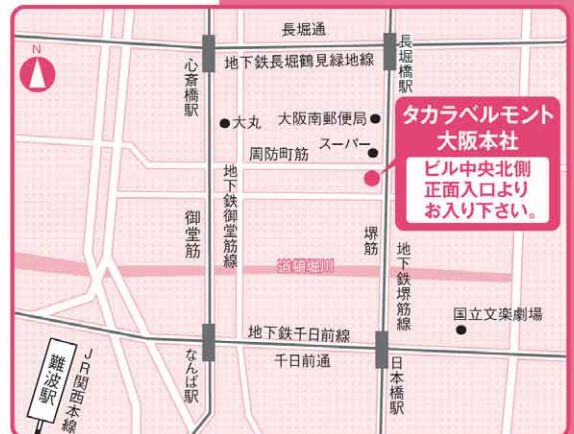 N
長堀通
地下鉄長堀鶴見緑地線
心斎橋駅
長堀橋駅
大丸
大阪南郵便局
スーパー
周防町筋
タカラベルモント
大阪本社
ビル中央北側
正面入口より
お入り下さい。
地下鉄御堂筋線
御堂筋
堺筋
地下鉄堺筋線
道頓堀川
国立文楽劇場
地下鉄千日前線
千日前通
なんば駅
日本橋駅
JR関西本線
難波駅